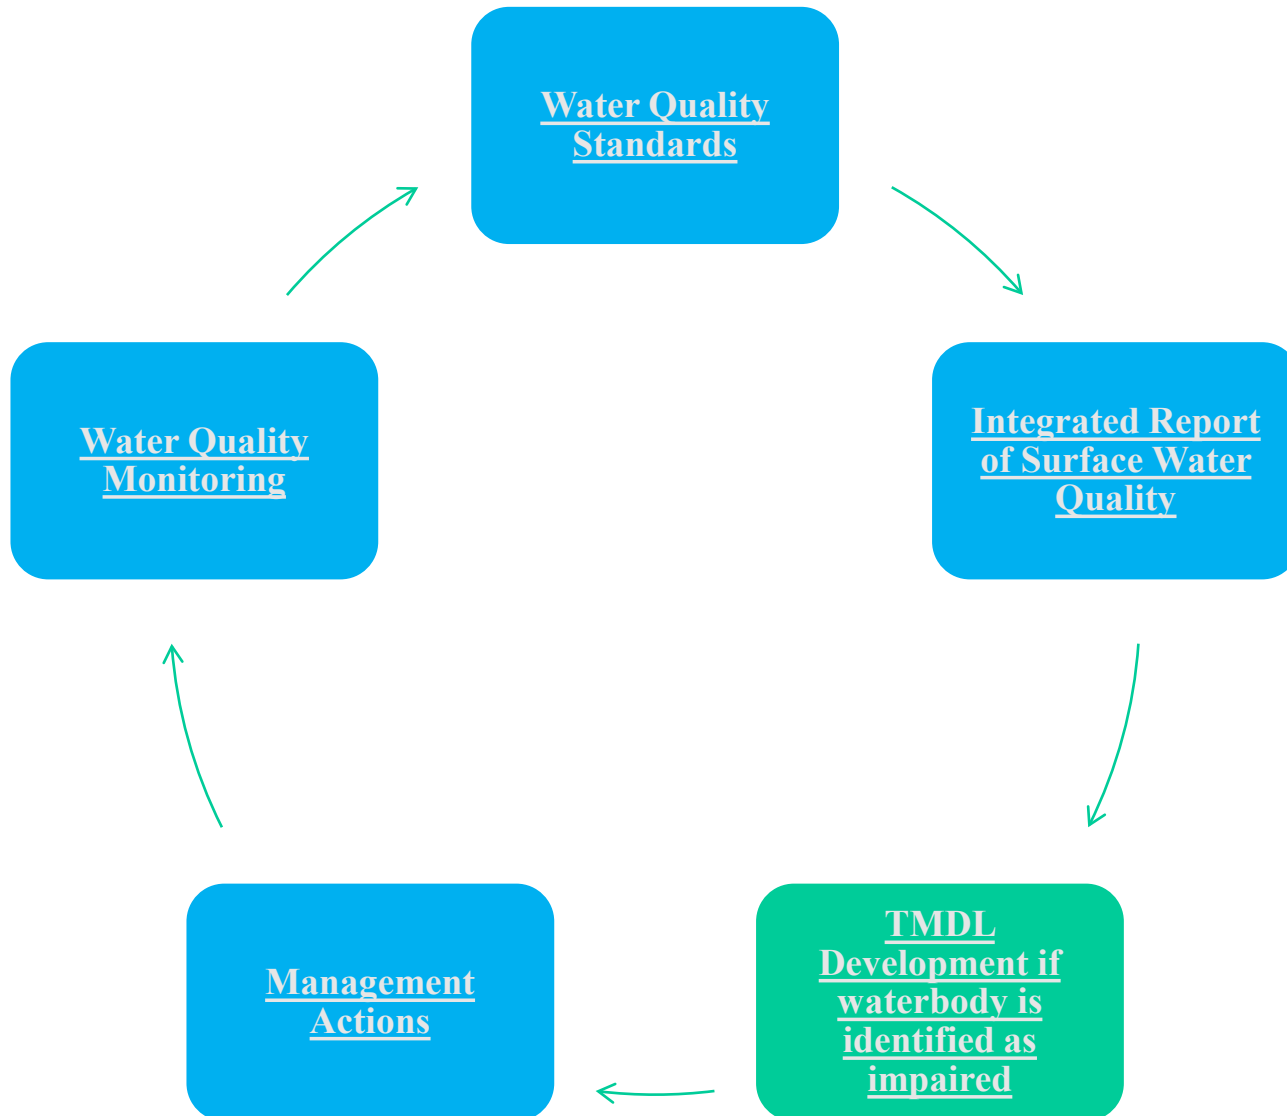 Water Quality
Standards
Integrated Report
of Surface Water
Quality
TMDL
Development if
waterbody is
identified as
impaired
Management
Actions
Water Quality
Monitoring